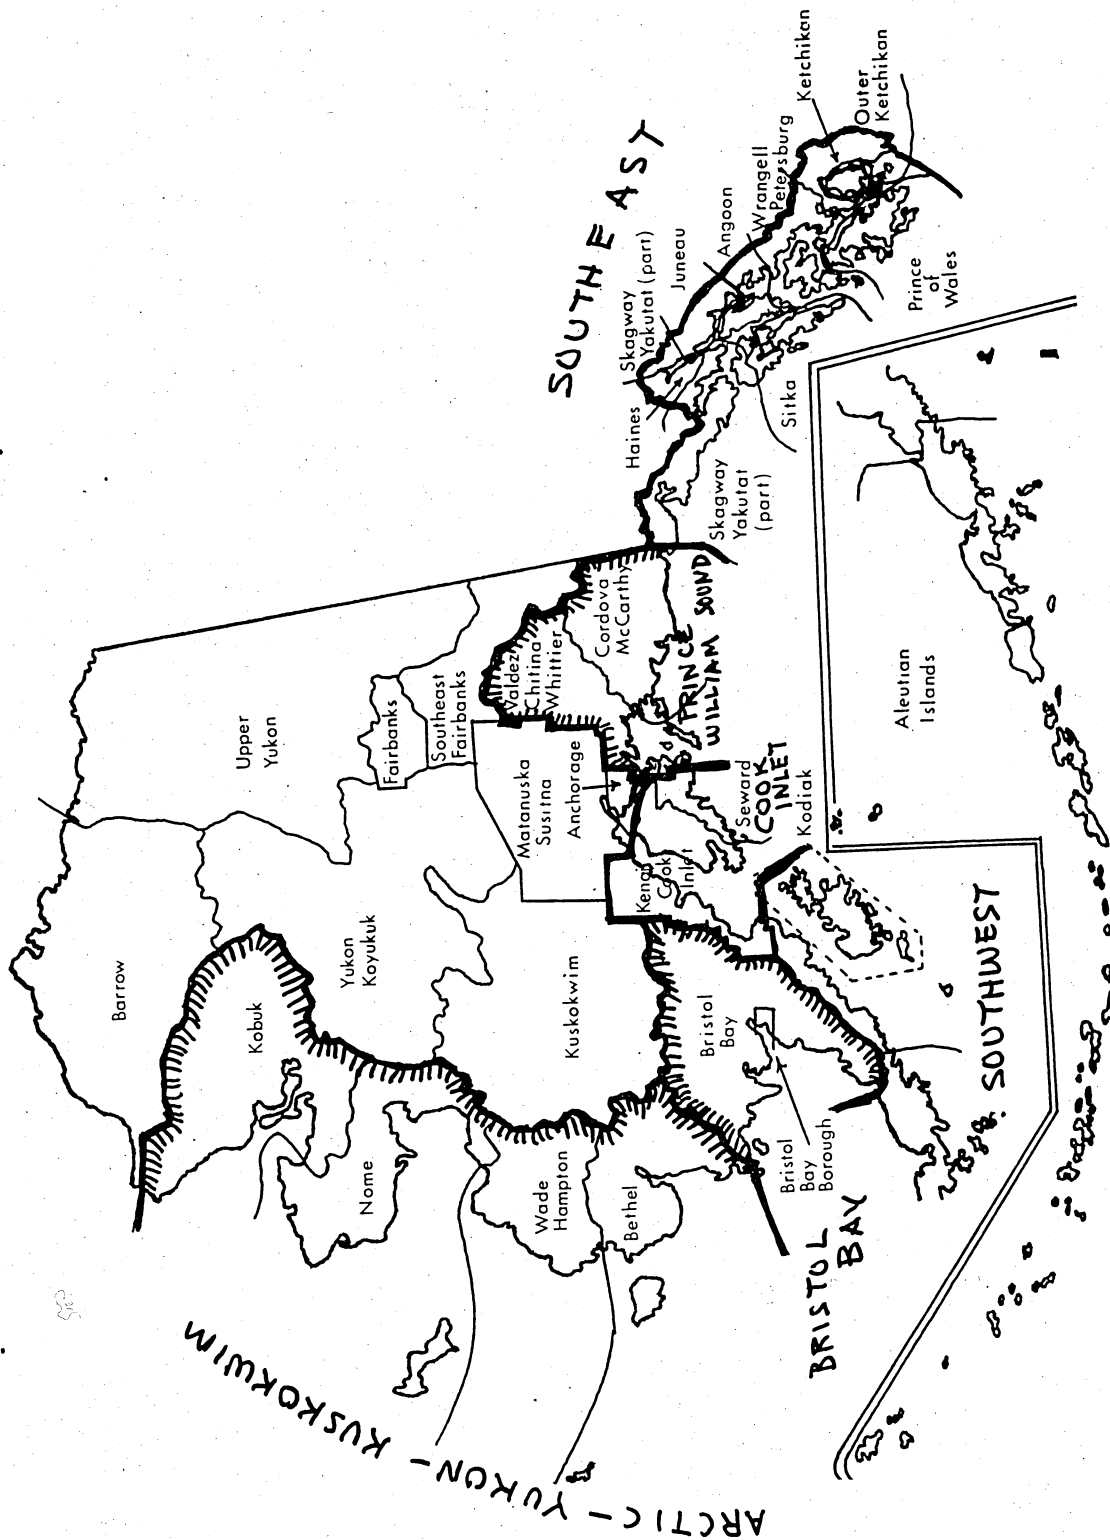 ARCTIC - YUKON - KUSKOKWIM
Barrow
Kobuk
Nome
Upper
Yukon
Yukon
Koyukuk
Fairbanks
Southeast
Fairbanks
Wade
Hampton
Bethel
Kuskokwim
Matanuska
Susitna
Anchorage
Valdez
Chitina
Whittier
Cordova
McCarthy
PRINCE
WILLIAM SOUND
Kenai
Cook
Inlet
Seward
COOK
INLET
Kodiak
Bristol
Bay
Bristol
Bay
Borough
BRISTOL
BAY
SOUTHWEST
Aleutian
Islands
SOUTHEAST
Haines
Skagway
Yakutat (part)
Skagway
Yakutat
(part)
Juneau
Angoon
Sitka
Wrangell
Petersburg
Ketchikan
Outer
Ketchikan
Prince
of
Wales
2
1